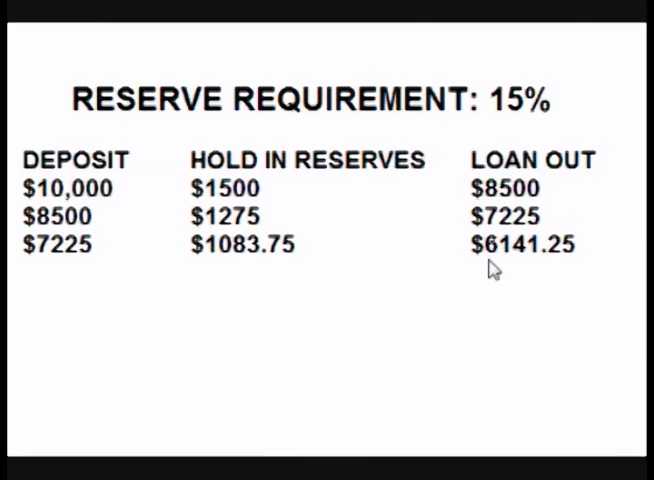 RESERVE REQUIREMENT: 15%
DEPOSIT HOLD IN RESERVES LOAN OUT
$10,000 $1500 $8500
$8500 $1275 $7225
$7225 $1083.75 $6141.25